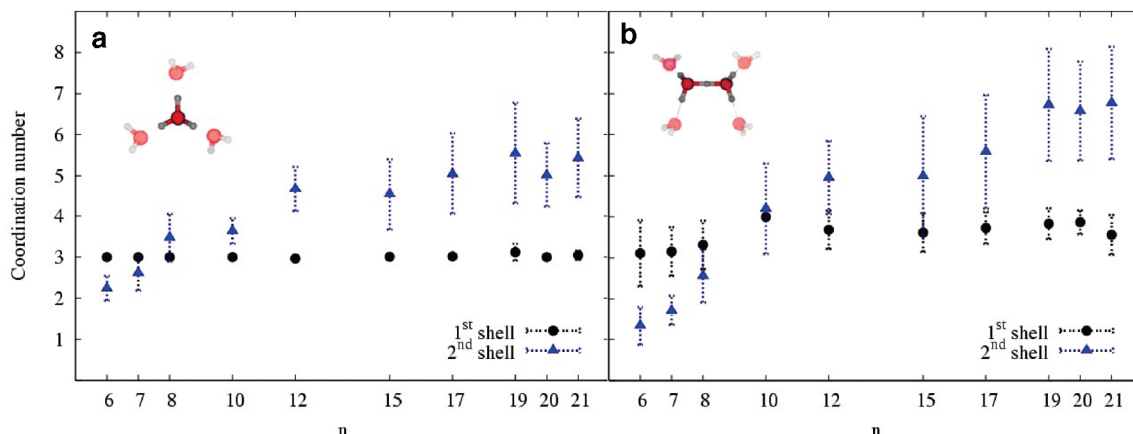 a
b
Coordination number
8
7
6
5
4
3
2
1
1st shell
2nd shell
1st shell
2nd shell
6 7 8 10 12 15 17 19 20 21
6 7 8 10 12 15 17 19 20 21
n
n